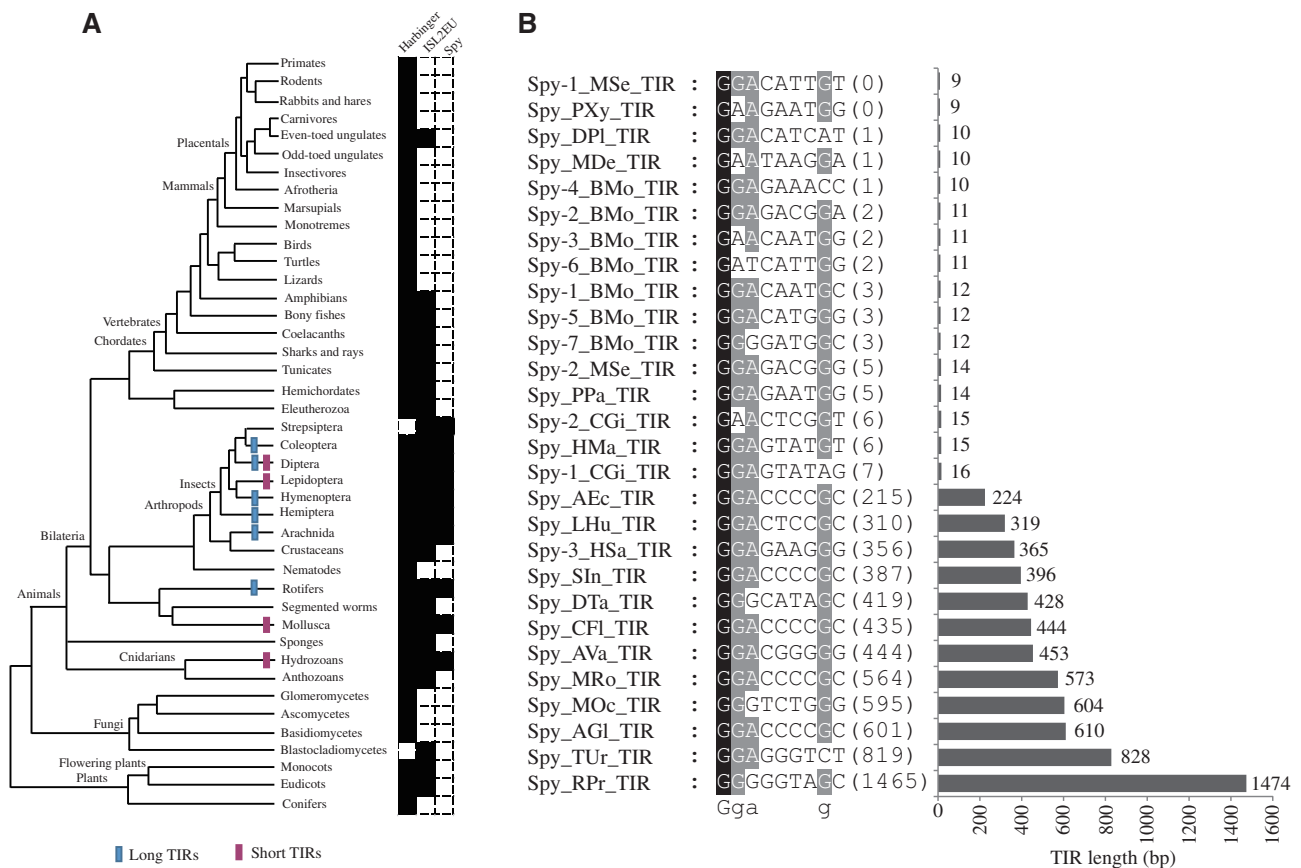 A
Harbinger
ISL2EU
Spy
Primates
Rodents
Rabbits and hares
Carnivores
Even-toed ungulates
Placentals
Odd-toed ungulates
Insectivores
Mammals
Afrotheria
Marsupials
Monotremes
Birds
Turtles
Lizards
Amphibians
Bony fishes
Vertebrates
Coelacanths
Chordates
Sharks and rays
Tunicates
Hemichordates
Eleutherozoa
Strepsiptera
Coleoptera
Diptera
Insects
Lepidoptera
Hymenoptera
Arthropods
Hemiptera
Arachnida
Bilateria
Crustaceans
Nematodes
Animals
Rotifers
Segmented worms
Mollusca
Sponges
Cnidarians
Hydrozoans
Anthozoans
Glomeromycetes
Ascomycetes
Fungi
Basidiomycetes
Blastocladiomycetes
Flowering plants
Monocots
Plants
Eudicots
Conifers
Long TIRs
Short TIRs
B
Spy-1_MSe_TIR : GGACATTGT(0) 9
Spy_PXy_TIR : GAAGAATGG(0) 9
Spy_DPl_TIR : GGACATCAT(1) 10
Spy_MDe_TIR : GAATAAGGA(1) 10
Spy-4_BMo_TIR : GGAGAAACC(1) 10
Spy-2_BMo_TIR : GGAGACGGA(2) 11
Spy-3_BMo_TIR : GAACAATGG(2) 11
Spy-6_BMo_TIR : GATCATTGG(2) 11
Spy-1_BMo_TIR : GGACAATGC(3) 12
Spy-5_BMo_TIR : GGACATGGG(3) 12
Spy-7_BMo_TIR : GGGGATGGC(3) 12
Spy-2_MSe_TIR : GGAGACGGG(5) 14
Spy_PPa_TIR : GGAGAATGG(5) 14
Spy-2_CGi_TIR : GAACTCGGT(6) 15
Spy_HMa_TIR : GGAGTATGT(6) 15
Spy-1_CGi_TIR : GGAGTATAG(7) 16
Spy_AEc_TIR : GGACCCCGC(215) 224
Spy_LHu_TIR : GGACTCCGC(310) 319
Spy-3_HSa_TIR : GGAGAAGGG(356) 365
Spy_SIn_TIR : GGACCCCGC(387) 396
Spy_DTa_TIR : GGGCATAGC(419) 428
Spy_CFl_TIR : GGACCCCGC(435) 444
Spy_AVa_TIR : GGACGGGGG(444) 453
Spy_MRo_TIR : GGACCCCGC(564) 573
Spy_MOc_TIR : GGGTCTGGG(595) 604
Spy_AGl_TIR : GGACCCCGC(601) 610
Spy_TUr_TIR : GGAGGGTCT(819) 828
Spy_RPr_TIR : GGGGGTAGC(1465) 1474
Gga g
0 200 400 600 800 1000 1200 1400 1600
TIR length (bp)